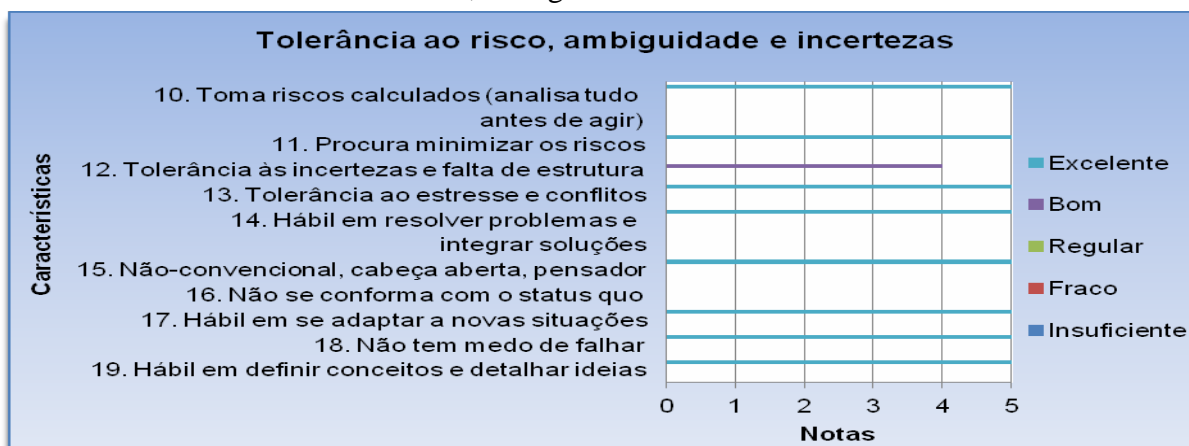 Tolerância ao risco, ambiguidade e incertezas
Características
10. Toma riscos calculados (analisa tudo
antes de agir)
11. Procura minimizar os riscos
12. Tolerância às incertezas e falta de estrutura
13. Tolerância ao estresse e conflitos
14. Hábil em resolver problemas e
integrar soluções
15. Não-convencional, cabeça aberta, pensador
16. Não se conforma com o status quo
17. Hábil em se adaptar a novas situações
18. Não tem medo de falhar
19. Hábil em definir conceitos e detalhar ideias
0 1 2 3 4 5
Notas
Excelente
Bom
Regular
Fraco
Insuficiente